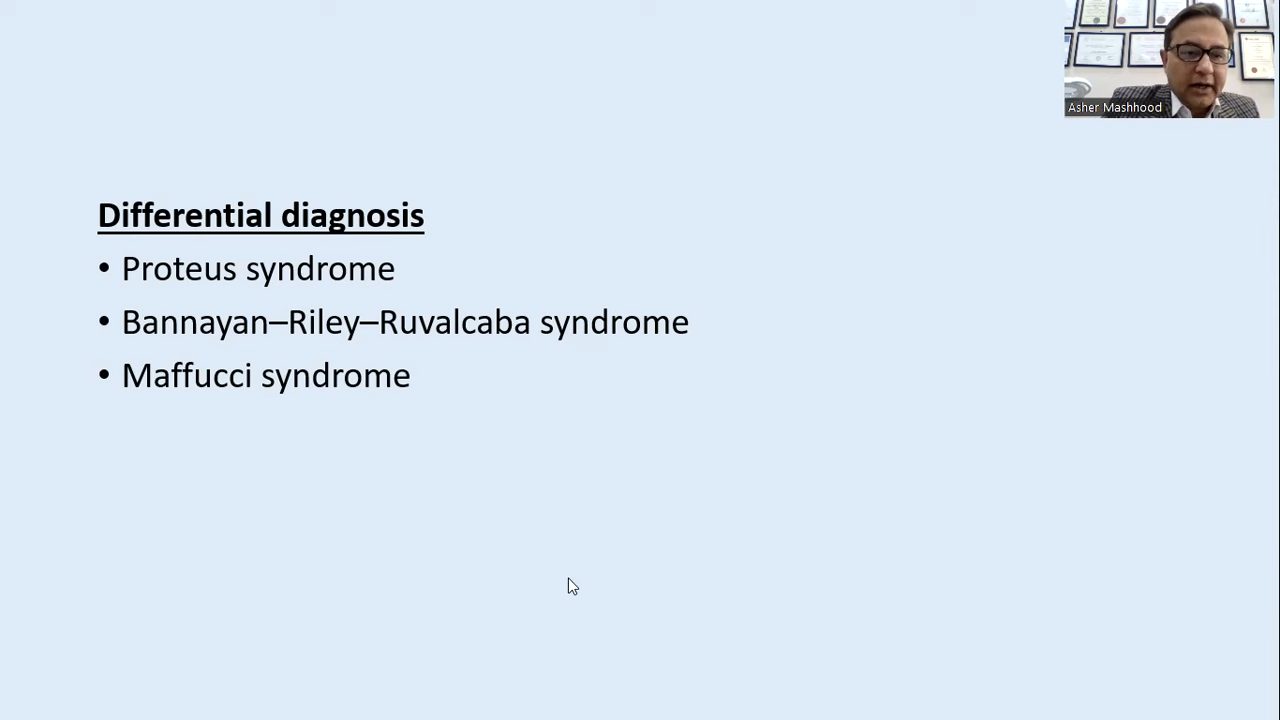 Asher Mashhood
Differential diagnosis
• Proteus syndrome
• Bannayan–Riley–Ruvalcaba syndrome
• Maffucci syndrome